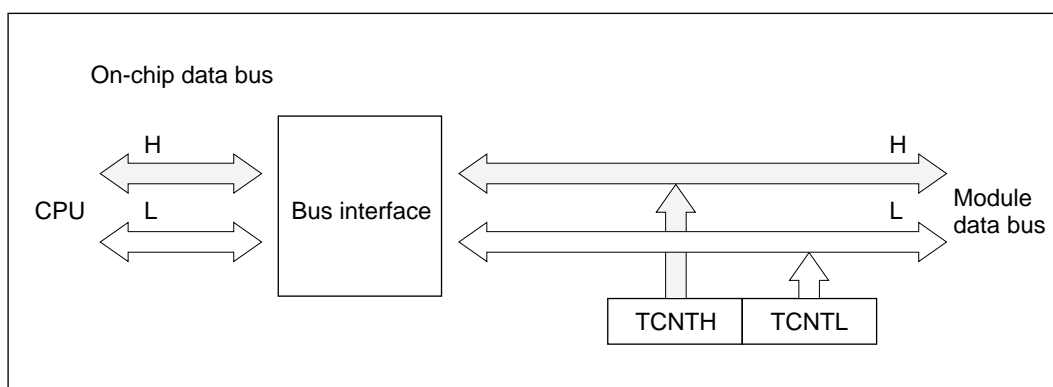 On-chip data bus
H
H
CPU
L
Bus interface
L
Module
data bus
TCNTH
TCNTL